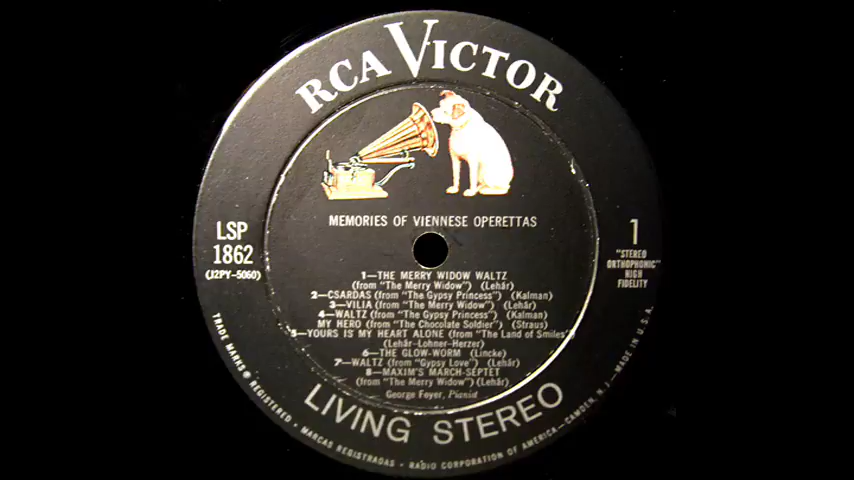 RCA VICTOR
MEMORIES OF VIENNESE OPERETTAS
LSP
1862
(J2PY-5060)
1
"STEREO
ORTHOPHONIC"
HIGH
FIDELITY
1—THE MERRY WIDOW WALTZ
(from "The Merry Widow") (Lehár)
2—CSARDAS (from "The Gypsy Princess") (Kalman)
3—VILIA (from "The Merry Widow") (Lehár)
4—WALTZ (from "The Gypsy Princess") (Kalman)
MY HERO (from "The Chocolate Soldier") (Straus)
5—YOURS IS MY HEART ALONE (from "The Land of Smiles")
(Lehár-Lohner-Herzer)
6—THE GLOW-WORM (Lincke)
7—WALTZ (from "Gypsy Love") (Lehár)
8—MAXIM'S MARCH-SEPTET
(from "The Merry Widow") (Lehár)
George Feyer, Pianist
LIVING STEREO
TRADE MARKS ® REGISTERED • MARCAS REGISTRADAS • RADIO CORPORATION OF AMERICA—CAMDEN, N.J.—MADE IN U.S.A.